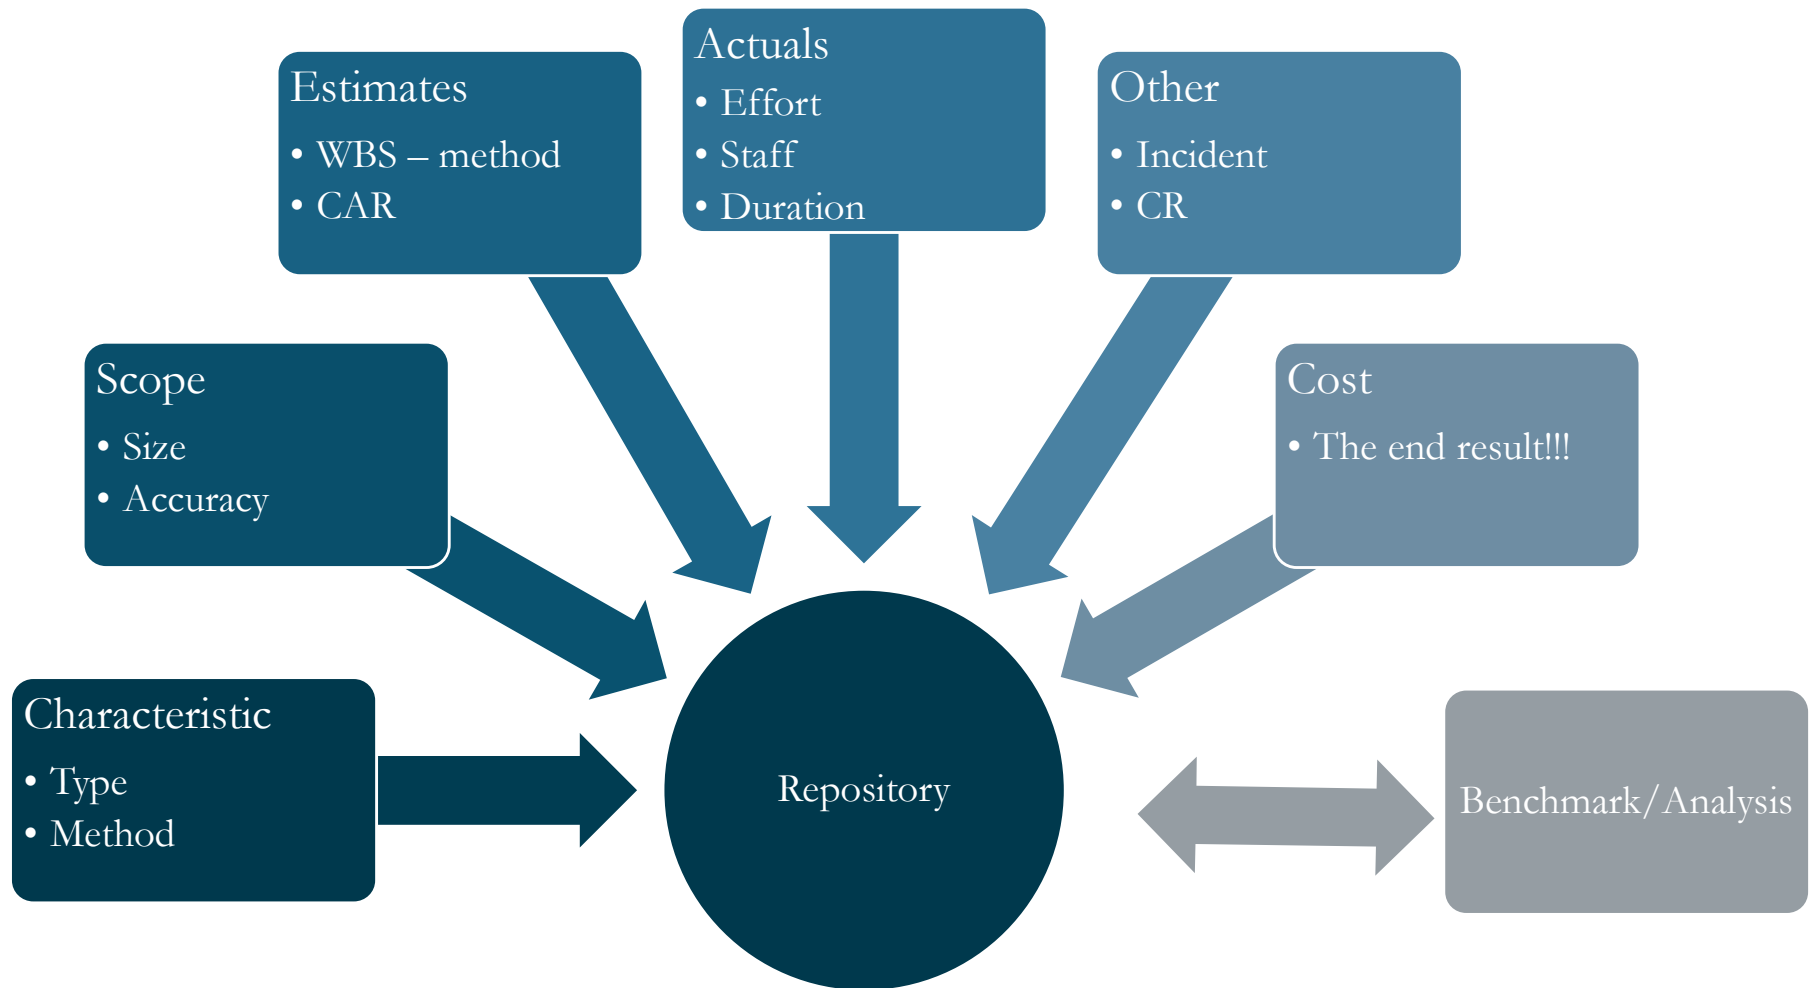 Actuals
• Effort
• Staff
• Duration
Estimates
• WBS – method
• CAR
Other
• Incident
• CR
Scope
• Size
• Accuracy
Cost
• The end result!!!
Characteristic
• Type
• Method
Repository
Benchmark/Analysis